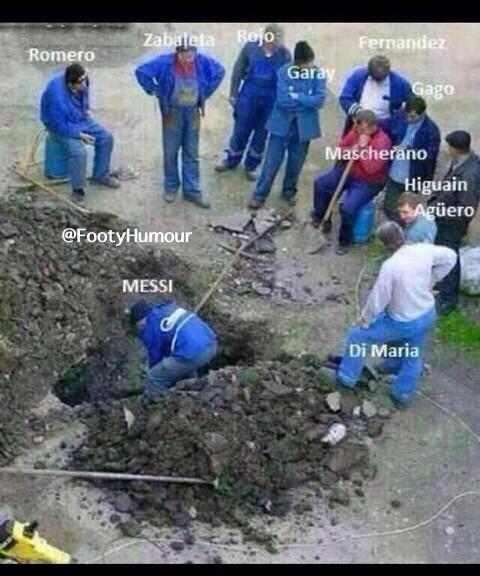 Zabaleta
Rojo
Fernandez
Romero
Garay
Gago
Mascherano
Higuain
Agüero
@FootyHumour
MESSI
Di Maria